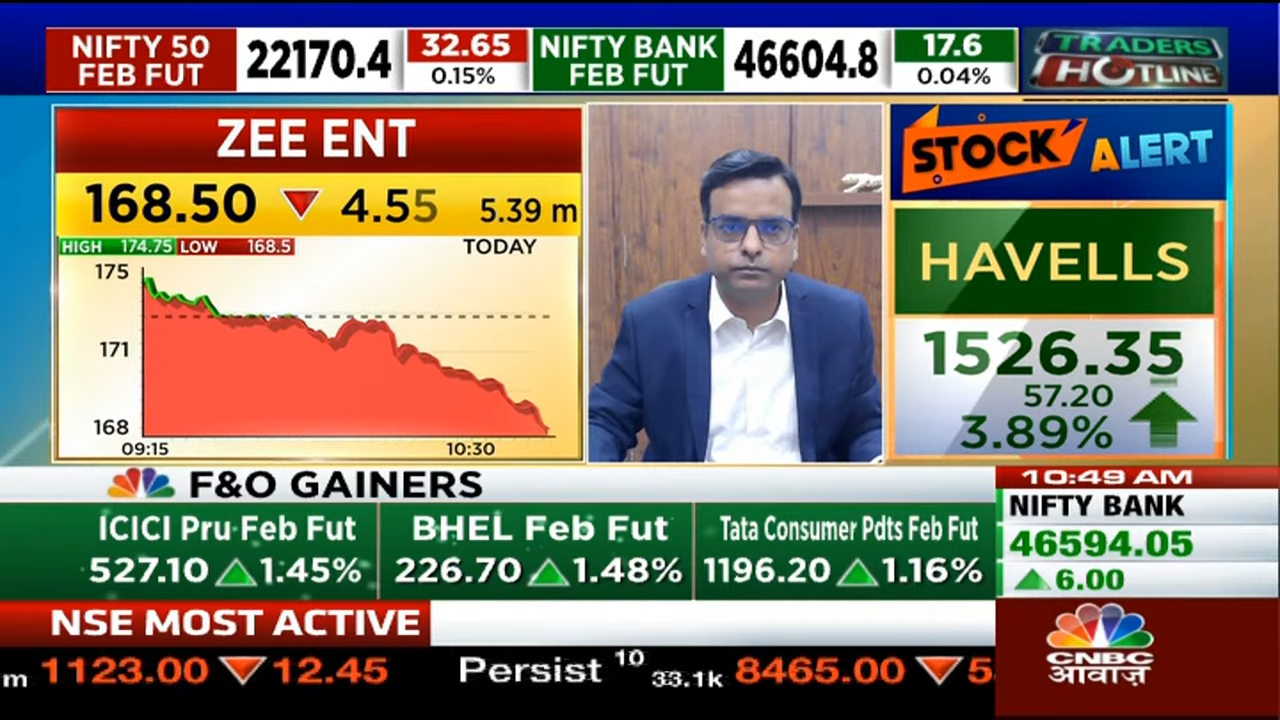 NIFTY 50
FEB FUT
22170.4
32.65
0.15%
NIFTY BANK
FEB FUT
46604.8
17.6
0.04%
TRADERS
HOTLINE
ZEE ENT
168.50 ▼ 4.55 5.39 m
HIGH 174.75 LOW 168.5
TODAY
175
171
168
09:15 10:30
STOCK ALERT
HAVELLS
1526.35
57.20
3.89%
F&O GAINERS
ICICI Pru Feb Fut
527.10 ▲ 1.45%
BHEL Feb Fut
226.70 ▲ 1.48%
Tata Consumer Pdts Feb Fut
1196.20 ▲ 1.16%
10:49 AM
NIFTY BANK
46594.05
▲ 6.00
NSE MOST ACTIVE
m 1123.00 ▼ 12.45 Persist 10 33.1k 8465.00 ▼ 5
CNBC
आवाज़